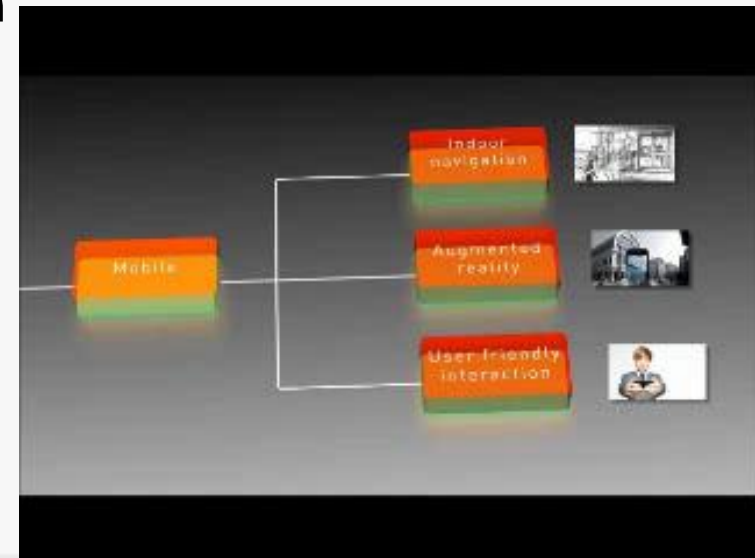 Mobile
Indoor
navigation
Augmented
reality
User friendly
interaction